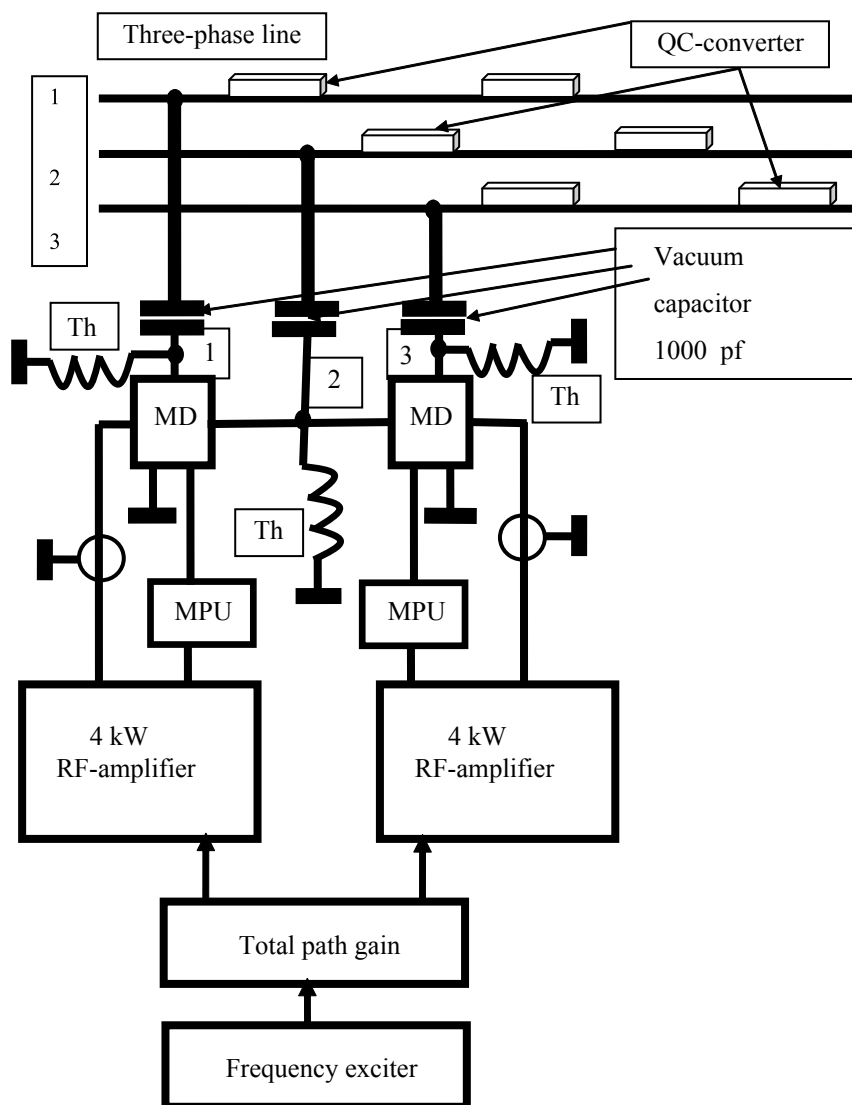 Three-phase line
QC-converter
1
2
3
Vacuum
capacitor
1000 pf
Th
1
2
3
Th
MD
MD
Th
MPU
MPU
4 kW
RF-amplifier
4 kW
RF-amplifier
Total path gain
Frequency exciter